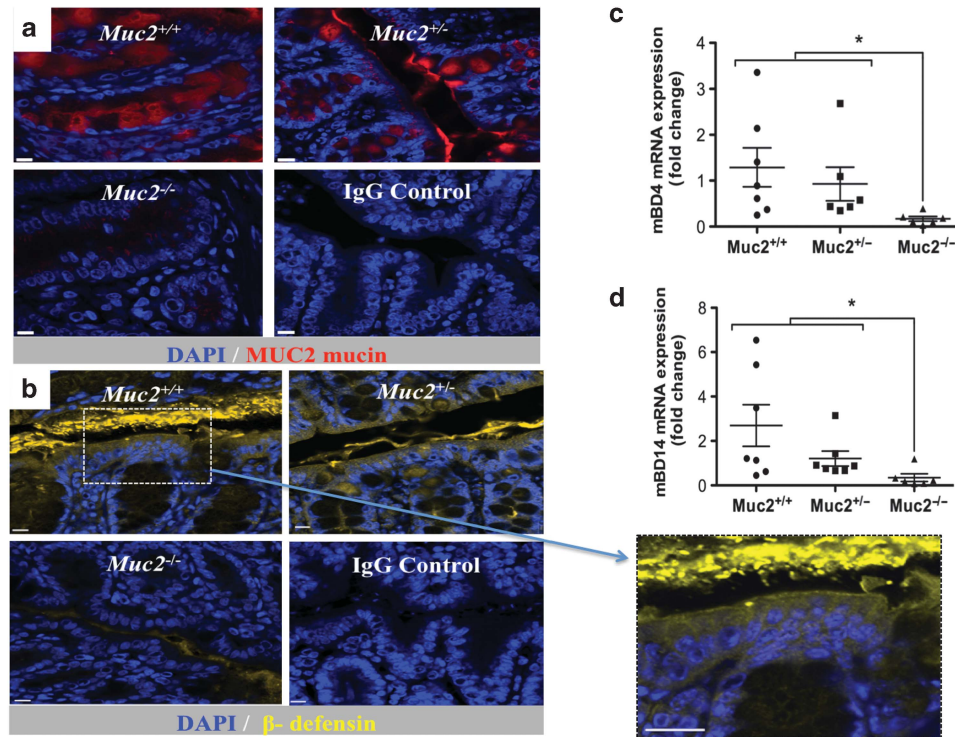 a
Muc2+/+
Muc2+/-
Muc2-/-
IgG Control
DAPI / MUC2 mucin
b
Muc2+/+
Muc2+/-
Muc2-/-
IgG Control
DAPI / β- defensin
c
mBD4 mRNA expression
(fold change)
4
3
2
1
0
*
Muc2+/+
Muc2+/−
Muc2−/−
d
mBD14 mRNA expression
(fold change)
8
6
4
2
0
*
Muc2+/+
Muc2+/−
Muc2−/−